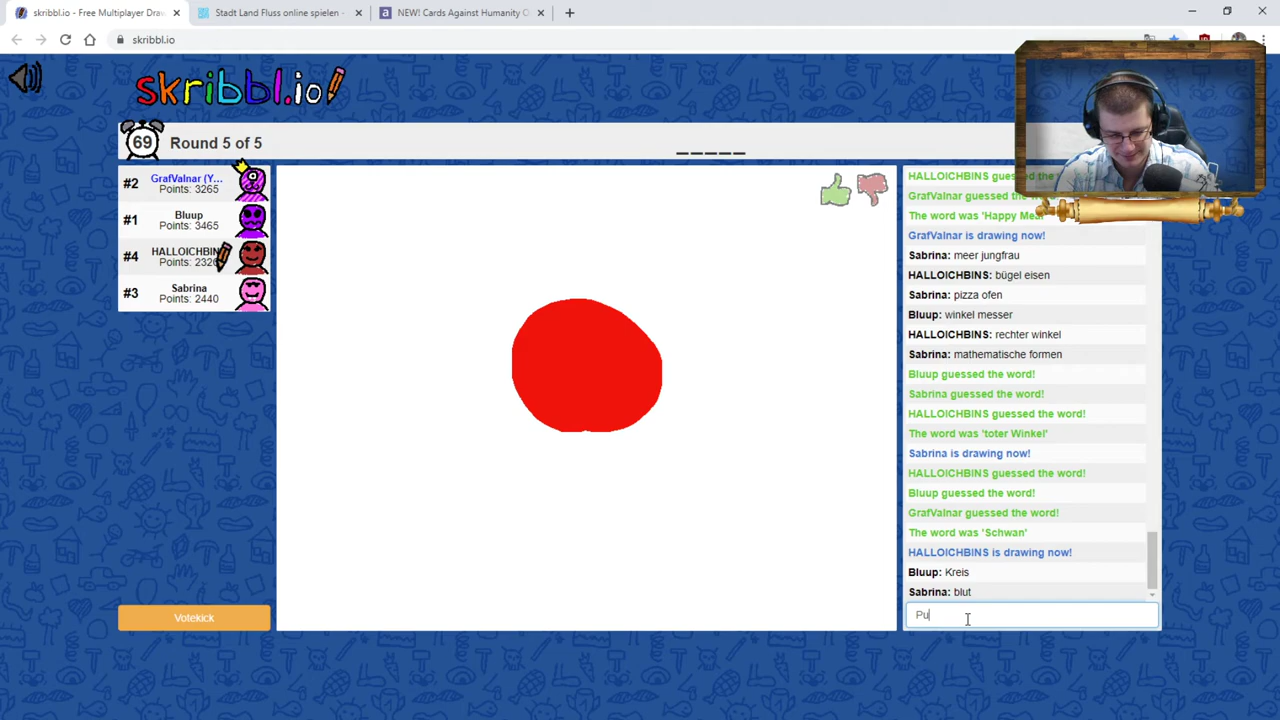 skribbl.io - Free Multiplayer Draw
Stadt Land Fluss online spielen -
NEW! Cards Against Humanity O
skribbl.io
skribbl.io
69
Round 5 of 5
_ _ _ _ _
#2
GrafValnar (Y...
Points: 3265
#1
Bluup
Points: 3465
#4
HALLOICHBIN
Points: 2326
#3
Sabrina
Points: 2440
Votekick
HALLOICHBINS guessed the
GrafValnar guessed the
The word was 'Happy Mea
GrafValnar is drawing now!
Sabrina: meer jungfrau
HALLOICHBINS: bügel eisen
Sabrina: pizza ofen
Bluup: winkel messer
HALLOICHBINS: rechter winkel
Sabrina: mathematische formen
Bluup guessed the word!
Sabrina guessed the word!
HALLOICHBINS guessed the word!
The word was 'toter Winkel'
Sabrina is drawing now!
HALLOICHBINS guessed the word!
Bluup guessed the word!
GrafValnar guessed the word!
The word was 'Schwan'
HALLOICHBINS is drawing now!
Bluup: Kreis
Sabrina: blut
Pu